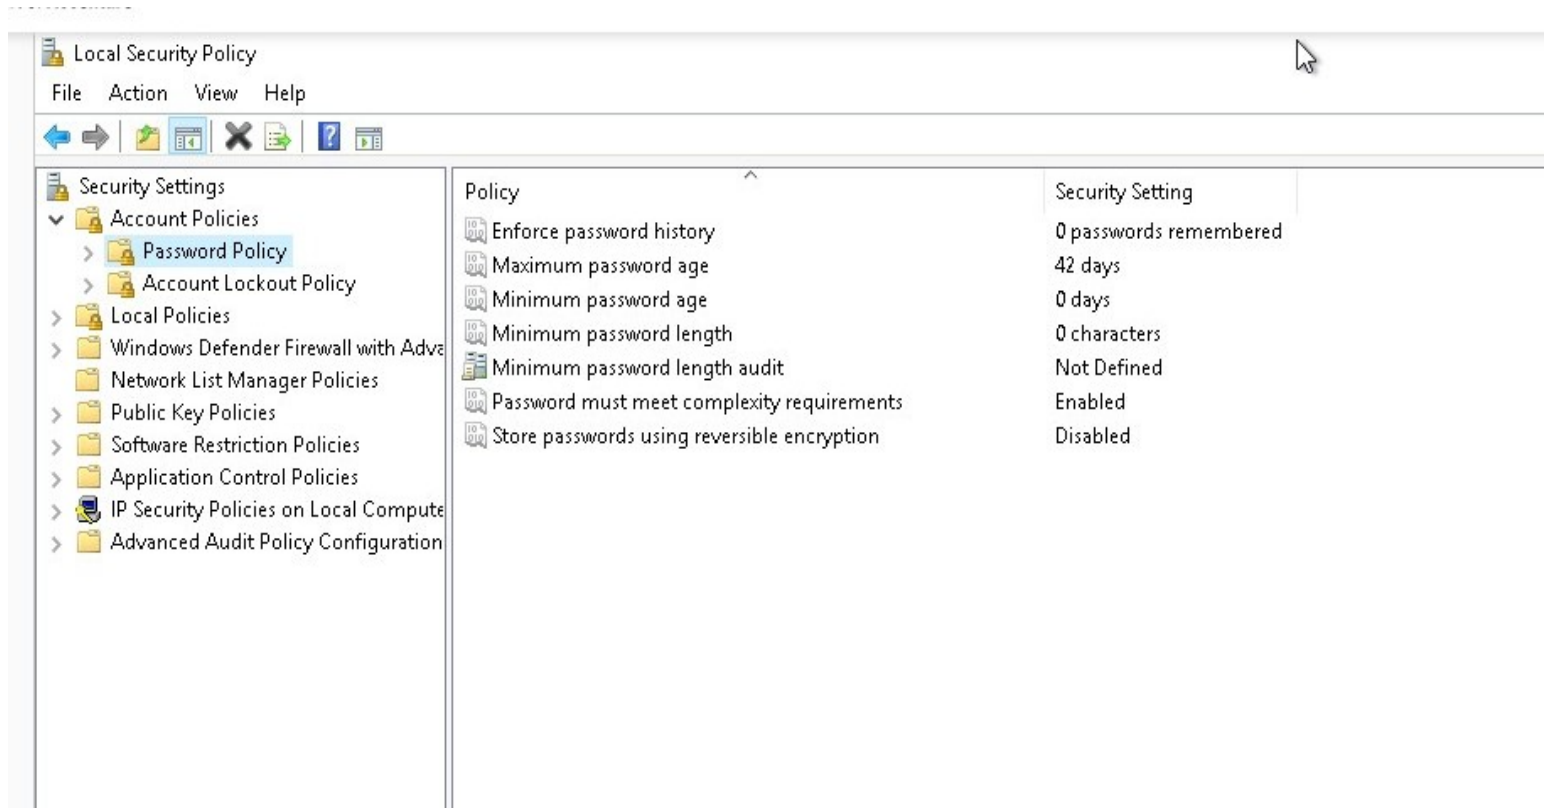 Local Security Policy
File Action View Help
Security Settings
Account Policies
Password Policy
Account Lockout Policy
Local Policies
Windows Defender Firewall with Adva
Network List Manager Policies
Public Key Policies
Software Restriction Policies
Application Control Policies
IP Security Policies on Local Compute
Advanced Audit Policy Configuration
Policy Security Setting
Enforce password history 0 passwords remembered
Maximum password age 42 days
Minimum password age 0 days
Minimum password length 0 characters
Minimum password length audit Not Defined
Password must meet complexity requirements Enabled
Store passwords using reversible encryption Disabled